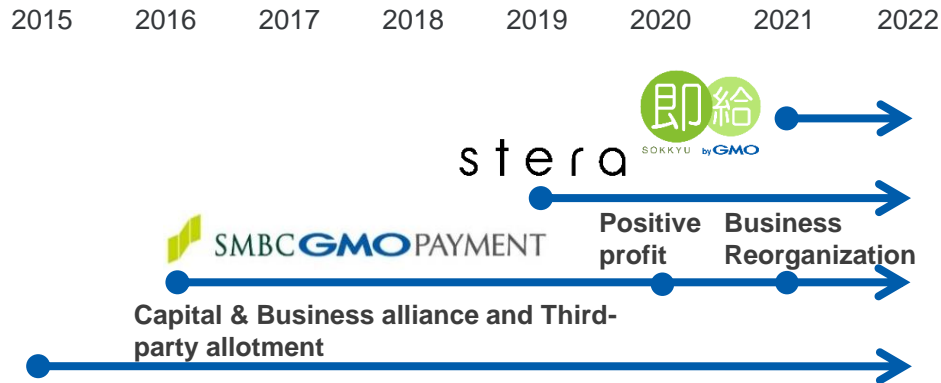 2015 2016 2017 2018 2019 2020 2021 2022
即給
SOKKYU by GMO
stera
Positive profit
Business Reorganization
SMBC GMO PAYMENT
Capital & Business alliance and Third-
party allotment